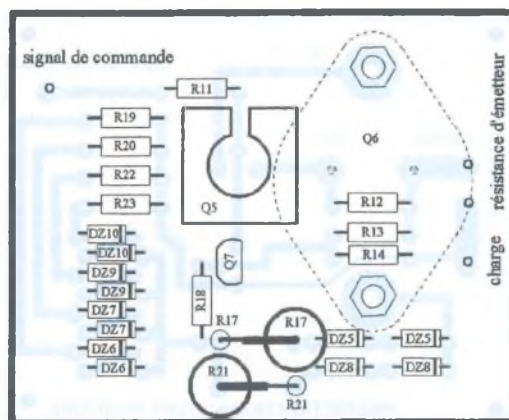 signal de commande
R11
R19
R20
R22
R23
Q5
Q6
résistance d'émetteur
charge
R12
R13
R14
DZ10
DZ10
DZ9
DZ9
DZ7
DZ7
DZ6
DZ6
Q7
R18
R17
R17
DZ5
DZ5
DZ8
DZ8
R21
R21